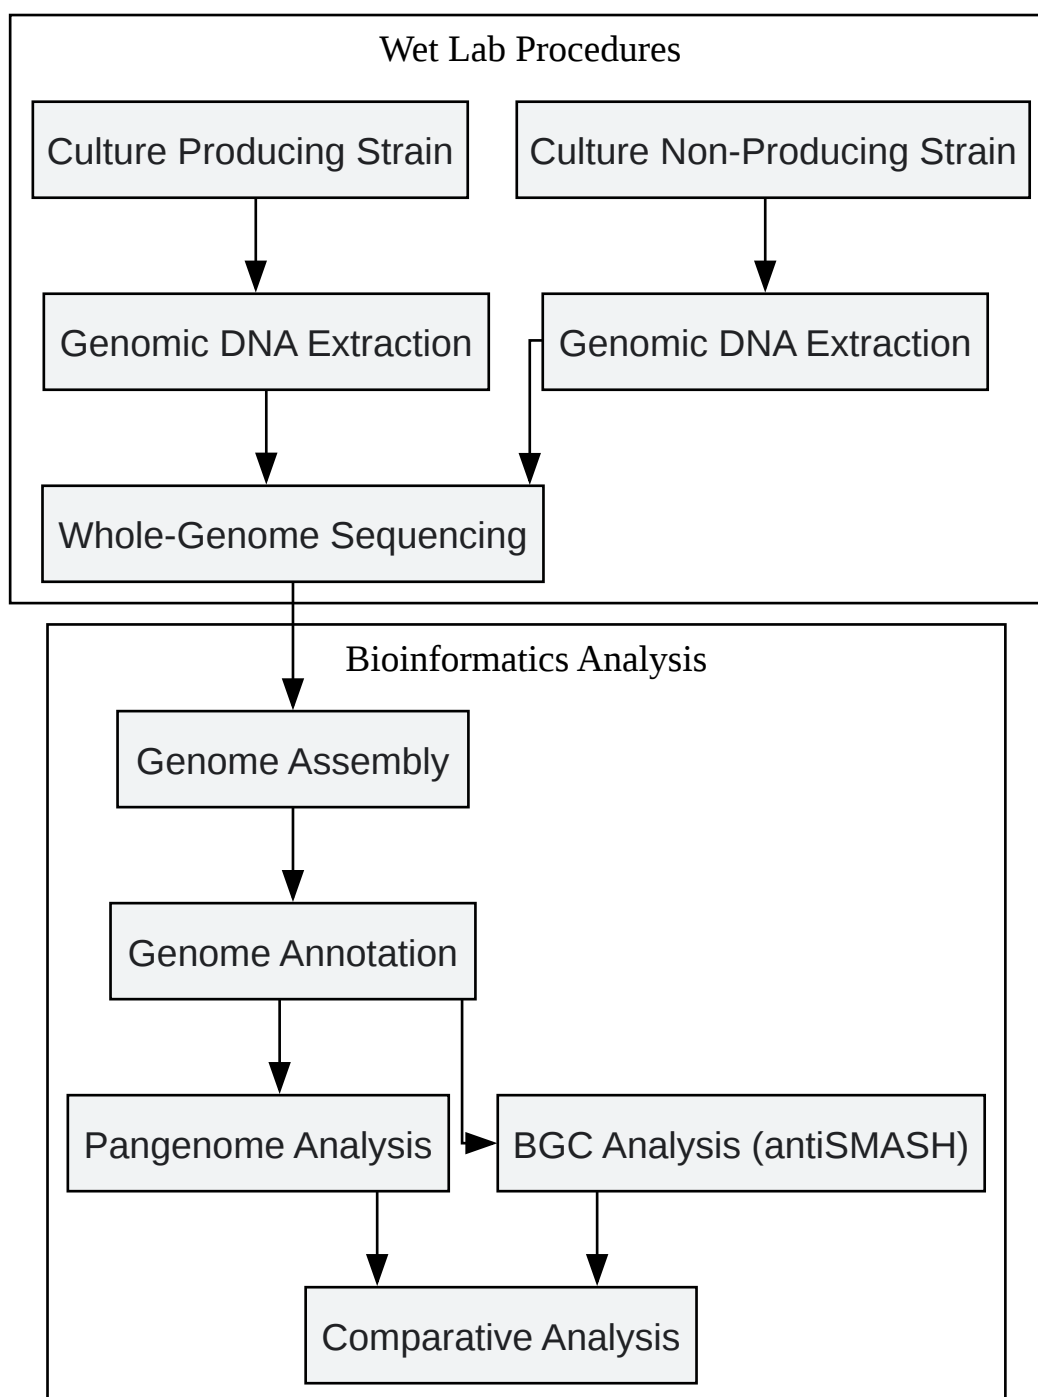 Wet Lab Procedures
Culture Producing Strain
Culture Non-Producing Strain
Genomic DNA Extraction
Genomic DNA Extraction
Whole-Genome Sequencing
Bioinformatics Analysis
Genome Assembly
Genome Annotation
Pangenome Analysis
BGC Analysis (antiSMASH)
Comparative Analysis